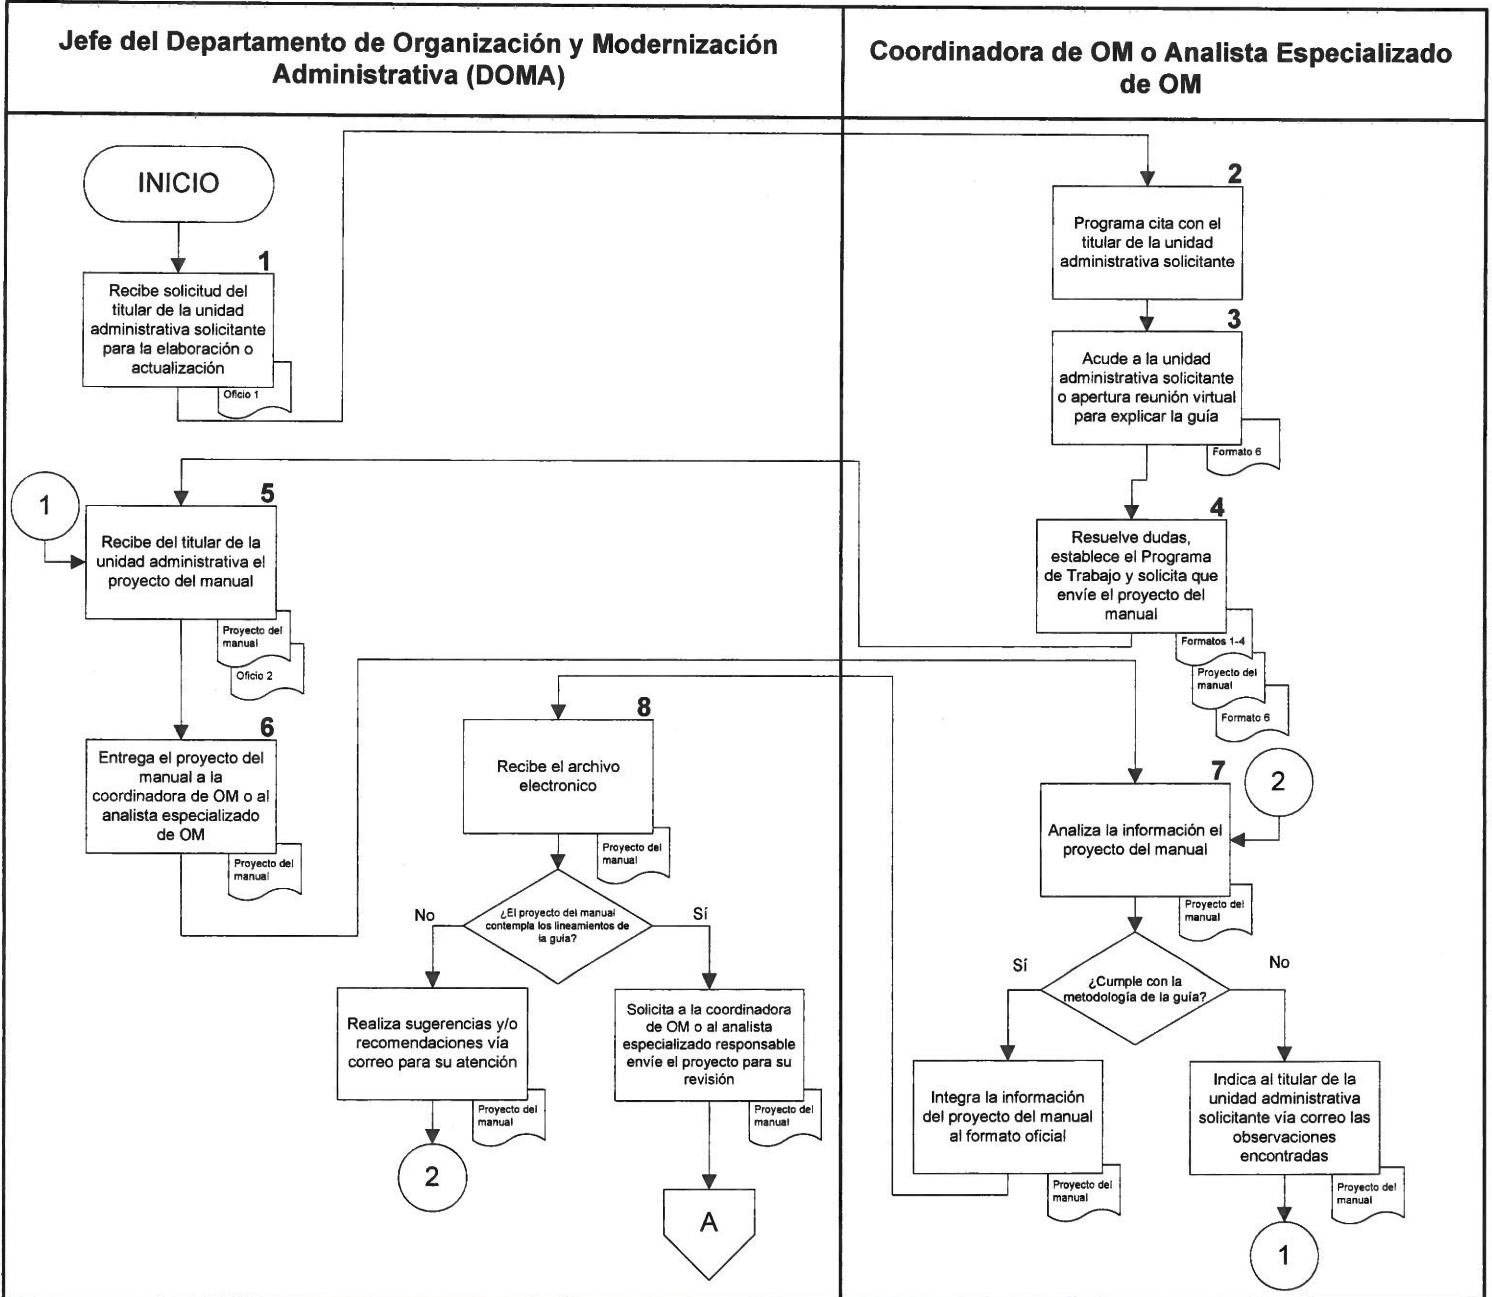 Jefe del Departamento de Organización y Modernización
Administrativa (DOMA)
Coordinadora de OM o Analista Especializado
de OM
INICIO
1
Recibe solicitud del
titular de la unidad
administrativa solicitante
para la elaboración o
actualización
Oficio 1
2
Programa cita con el
titular de la unidad
administrativa solicitante
3
Acude a la unidad
administrativa solicitante
o apertura reunión virtual
para explicar la guía
Formato 6
4
Resuelve dudas,
establece el Programa
de Trabajo y solicita que
envíe el proyecto del
manual
Formatos 1-4
Proyecto del
manual
Formato 6
1
5
Recibe del titular de la
unidad administrativa el
proyecto del manual
Proyecto del
manual
Oficio 2
6
Entrega el proyecto del
manual a la
coordinadora de OM o al
analista especializado
de OM
Proyecto del
manual
7
2
Analiza la información el
proyecto del manual
Proyecto del
manual
¿Cumple con la
metodología de la guía?
Sí
No
Integra la información
del proyecto del manual
al formato oficial
Proyecto del
manual
Indica al titular de la
unidad administrativa
solicitante vía correo las
observaciones
encontradas
Proyecto del
manual
1
8
Recibe el archivo
electronico
Proyecto del
manual
¿El proyecto del manual
contempla los lineamientos de
la guía?
No
Sí
Realiza sugerencias y/o
recomendaciones vía
correo para su atención
Proyecto del
manual
2
Solicita a la coordinadora
de OM o al analista
especializado responsable
envíe el proyecto para su
revisión
Proyecto del
manual
A